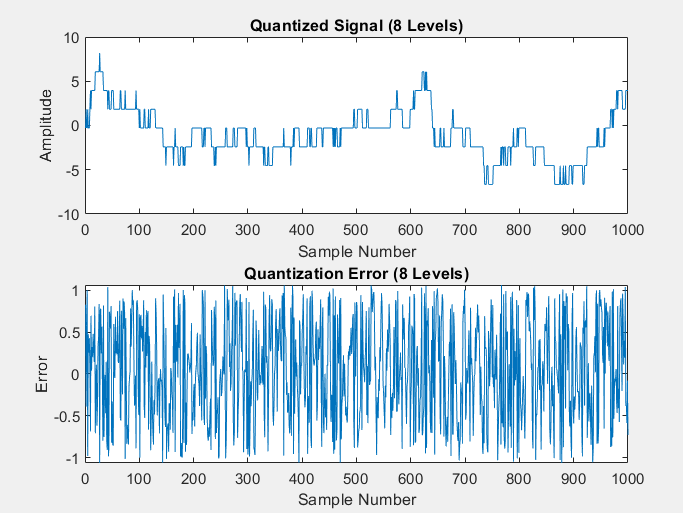 Quantized Signal (8 Levels)
10
5
0
-5
-10
Amplitude
0 100 200 300 400 500 600 700 800 900 1000
Sample Number
Quantization Error (8 Levels)
1
0.5
0
-0.5
-1
Error
0 100 200 300 400 500 600 700 800 900 1000
Sample Number